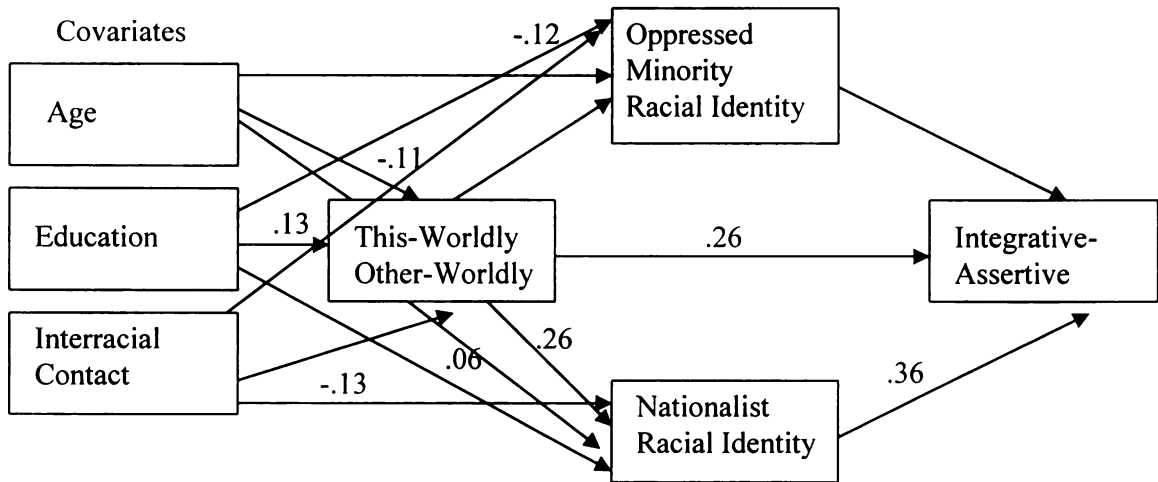 Covariates
Age
Education
Interracial
Contact
-.12
-.11
.13
This-Worldly
Other-Worldly
.26
.06
-.13
Oppressed
Minority
Racial Identity
.26
Nationalist
Racial Identity
.36
Integrative-
Assertive